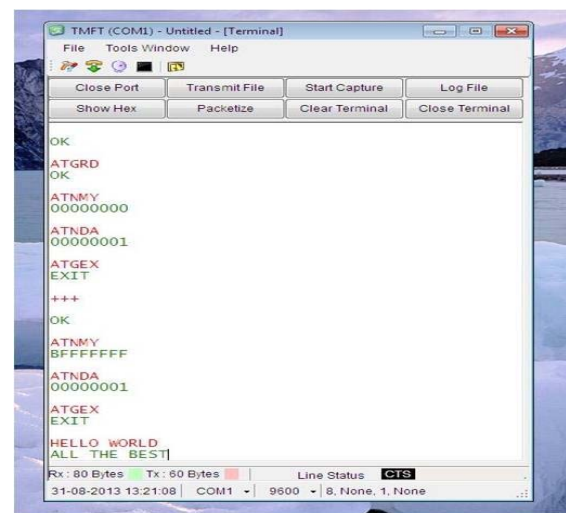 TMFT (COM1) - Untitled - [Terminal]
File Tools Window Help
Close Port Transmit File Start Capture Log File
Show Hex Packetize Clear Terminal Close Terminal
OK
ATGRD
OK
ATNMY
00000000
ATNDA
00000001
ATGEX
EXIT
+++
OK
ATNMY
BFFFFFFF
ATNDA
00000001
ATGEX
EXIT
HELLO WORLD
ALL THE BEST
Rx : 80 Bytes Tx : 60 Bytes Line Status CTS
31-08-2013 13:21:08 COM1 9600 8, None, 1, None